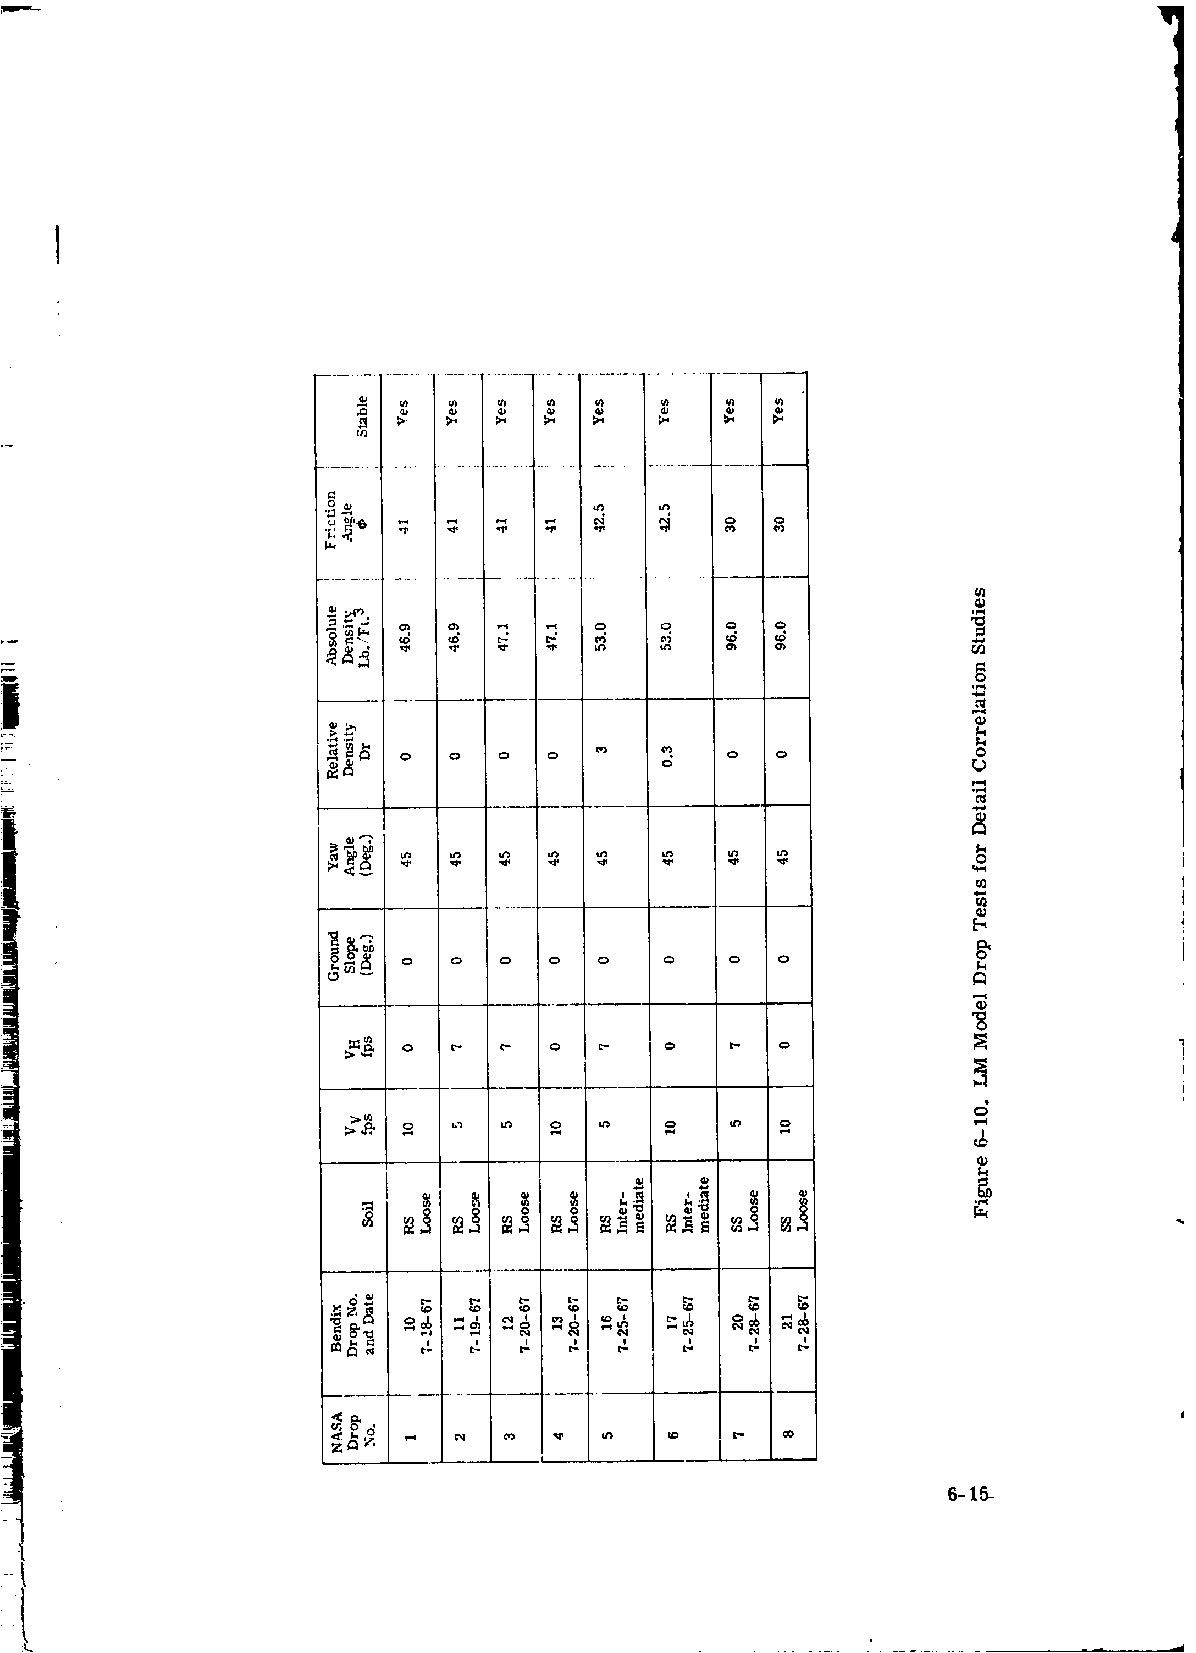 NASA Drop No. | Bendix Drop No. and Date | Soil | VV fps | VH fps | Ground Slope (Deg.) | Yaw Angle (Deg.) | Relative Density Dr | Absolute Density Lb./Ft.3 | Friction Angle Φ | Stable
1 | 10 7-18-67 | RS Loose | 10 | 0 | 0 | 45 | 0 | 46.9 | 41 | Yes
2 | 11 7-19-67 | RS Loose | 5 | 7 | 0 | 45 | 0 | 46.9 | 41 | Yes
3 | 12 7-20-67 | RS Loose | 5 | 7 | 0 | 45 | 0 | 47.1 | 41 | Yes
4 | 13 7-20-67 | RS Loose | 10 | 0 | 0 | 45 | 0 | 47.1 | 41 | Yes
5 | 16 7-25-67 | RS Inter-mediate | 5 | 7 | 0 | 45 | 3 | 53.0 | 42.5 | Yes
6 | 17 7-25-67 | RS Inter-mediate | 10 | 0 | 0 | 45 | 0.3 | 53.0 | 42.5 | Yes
7 | 20 7-28-67 | SS Loose | 5 | 7 | 0 | 45 | 0 | 96.0 | 30 | Yes
8 | 21 7-28-67 | SS Loose | 10 | 0 | 0 | 45 | 0 | 96.0 | 30 | Yes
Figure 6-10. LM Model Drop Tests for Detail Correlation Studies
6-15